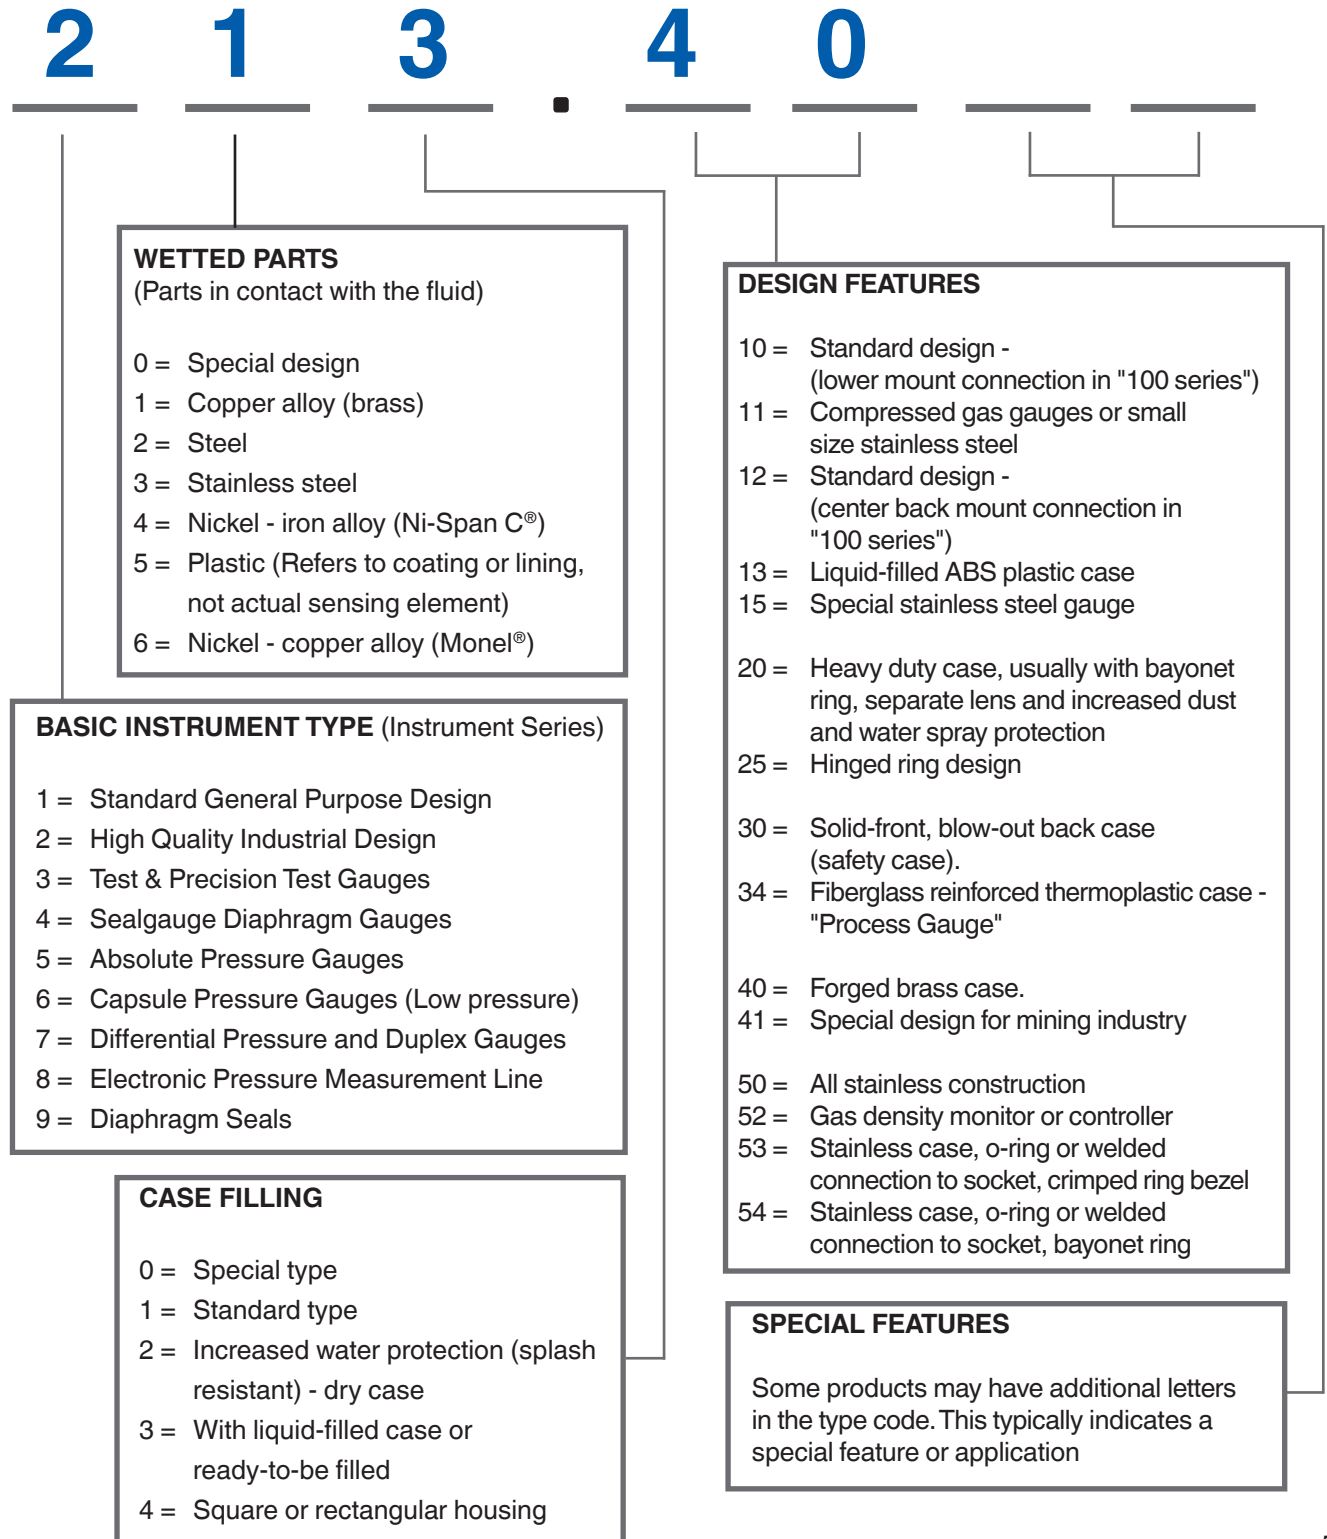 2 1 3 . 4 0
WETTED PARTS
(Parts in contact with the fluid)
0 = Special design
1 = Copper alloy (brass)
2 = Steel
3 = Stainless steel
4 = Nickel - iron alloy (Ni-Span C®)
5 = Plastic (Refers to coating or lining,
not actual sensing element)
6 = Nickel - copper alloy (Monel®)
BASIC INSTRUMENT TYPE (Instrument Series)
1 = Standard General Purpose Design
2 = High Quality Industrial Design
3 = Test & Precision Test Gauges
4 = Sealgauge Diaphragm Gauges
5 = Absolute Pressure Gauges
6 = Capsule Pressure Gauges (Low pressure)
7 = Differential Pressure and Duplex Gauges
8 = Electronic Pressure Measurement Line
9 = Diaphragm Seals
CASE FILLING
0 = Special type
1 = Standard type
2 = Increased water protection (splash
resistant) - dry case
3 = With liquid-filled case or
ready-to-be filled
4 = Square or rectangular housing
DESIGN FEATURES
10 = Standard design -
(lower mount connection in "100 series")
11 = Compressed gas gauges or small
size stainless steel
12 = Standard design -
(center back mount connection in
"100 series")
13 = Liquid-filled ABS plastic case
15 = Special stainless steel gauge
20 = Heavy duty case, usually with bayonet
ring, separate lens and increased dust
and water spray protection
25 = Hinged ring design
30 = Solid-front, blow-out back case
(safety case).
34 = Fiberglass reinforced thermoplastic case -
"Process Gauge"
40 = Forged brass case.
41 = Special design for mining industry
50 = All stainless construction
52 = Gas density monitor or controller
53 = Stainless case, o-ring or welded
connection to socket, crimped ring bezel
54 = Stainless case, o-ring or welded
connection to socket, bayonet ring
SPECIAL FEATURES
Some products may have additional letters
in the type code. This typically indicates a
special feature or application